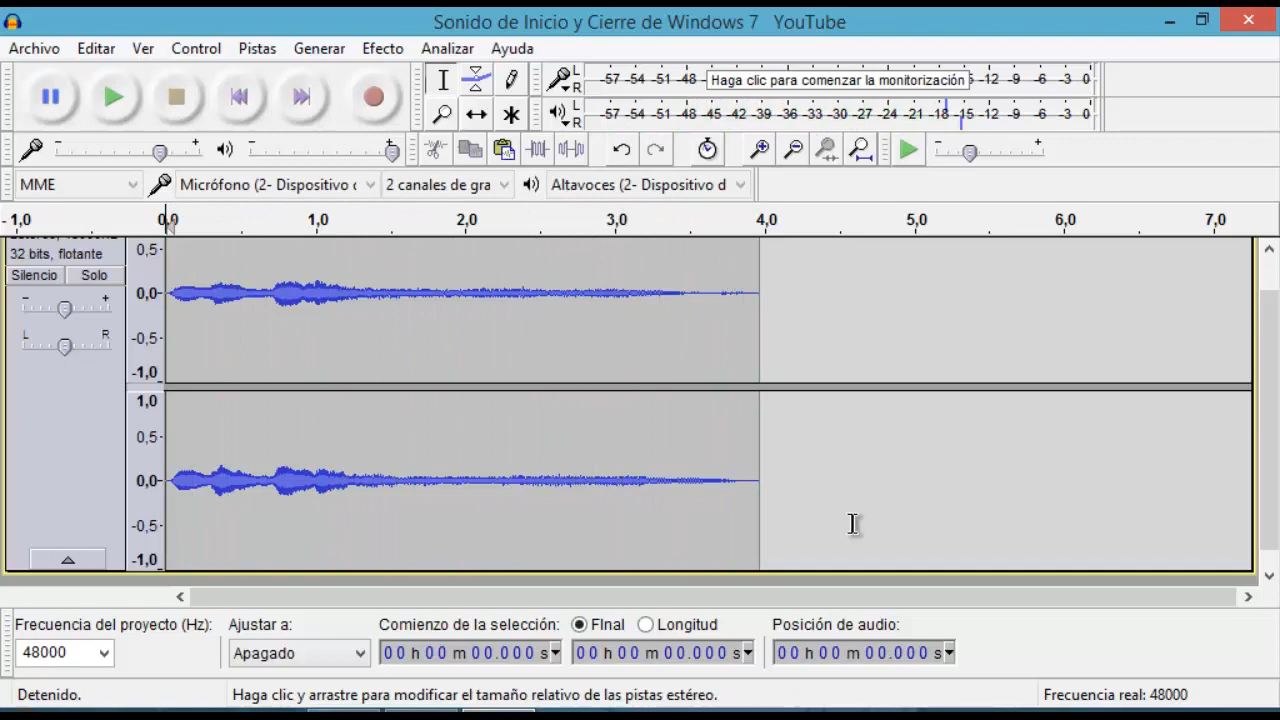 Sonido de Inicio y Cierre de Windows 7 YouTube
Archivo Editar Ver Control Pistas Generar Efecto Analizar Ayuda
L R -57 -54 -51 -48 Haga clic para comenzar la monitorización -12 -9 -6 -3 0
L R -57 -54 -51 -48 -45 -42 -39 -36 -33 -30 -27 -24 -21 -18 -15 -12 -9 -6 -3 0
- + - + - +
MME Micrófono (2- Dispositivo 2 canales de gra Altavoces (2- Dispositivo d
- 1,0 0,0 1,0 2,0 3,0 4,0 5,0 6,0 7,0
32 bits, flotante
Silencio Solo
- +
L R
0,5
0,0
-0,5
-1,0
1,0
0,5
0,0
-0,5
-1,0
Frecuencia del proyecto (Hz): Ajustar a: Comienzo de la selección: FInal Longitud Posición de audio:
48000 Apagado 00 h 00 m 00.000 s 00 h 00 m 00.000 s 00 h 00 m 00.000 s
Detenido. Haga clic y arrastre para modificar el tamaño relativo de las pistas estéreo. Frecuencia real: 48000